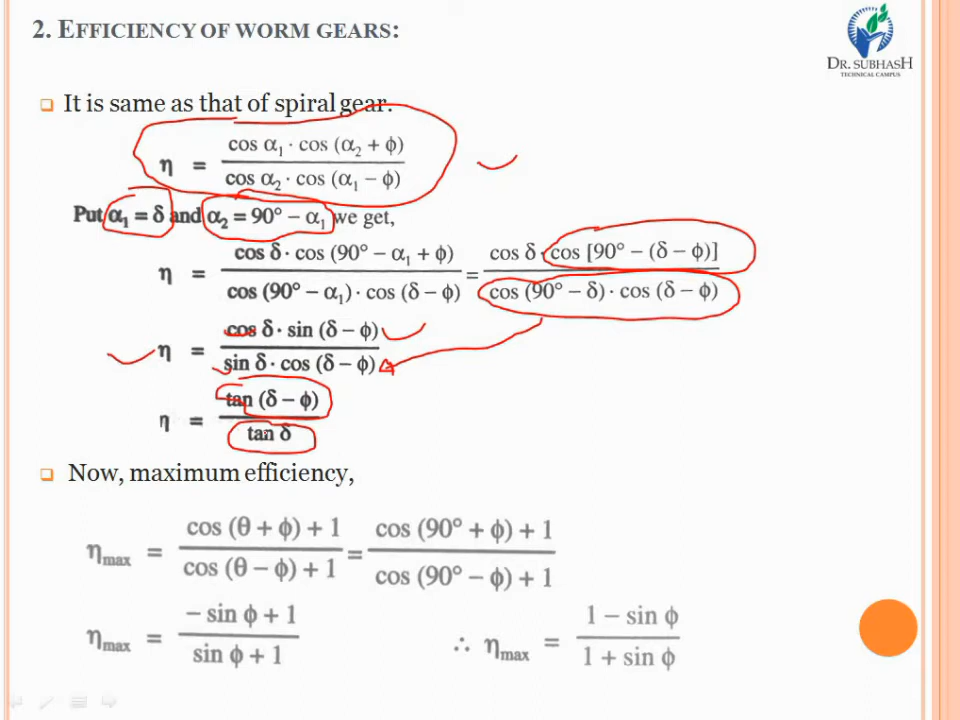 2. EFFICIENCY OF WORM GEARS:
DR. SUBHASH
TECHNICAL CAMPUS
It is same as that of spiral gear.
η = cos α₁ · cos (α₂ + ϕ) / cos α₂ · cos (α₁ − ϕ)
Put α₁ = δ and α₂ = 90° − α₁ we get,
η = cos δ · cos (90° − α₁ + ϕ) / cos (90° − α₁) · cos (δ − ϕ) = cos δ · cos [90° − (δ − ϕ)] / cos (90° − δ) · cos (δ − ϕ)
η = cos δ · sin (δ − ϕ) / sin δ · cos (δ − ϕ)
η = tan (δ − ϕ) / tan δ
Now, maximum efficiency,
ηmax = cos (θ + ϕ) + 1 / cos (θ − ϕ) + 1 = cos (90° + ϕ) + 1 / cos (90° − ϕ) + 1
ηmax = − sin ϕ + 1 / sin ϕ + 1 ∴ ηmax = 1 − sin ϕ / 1 + sin ϕ